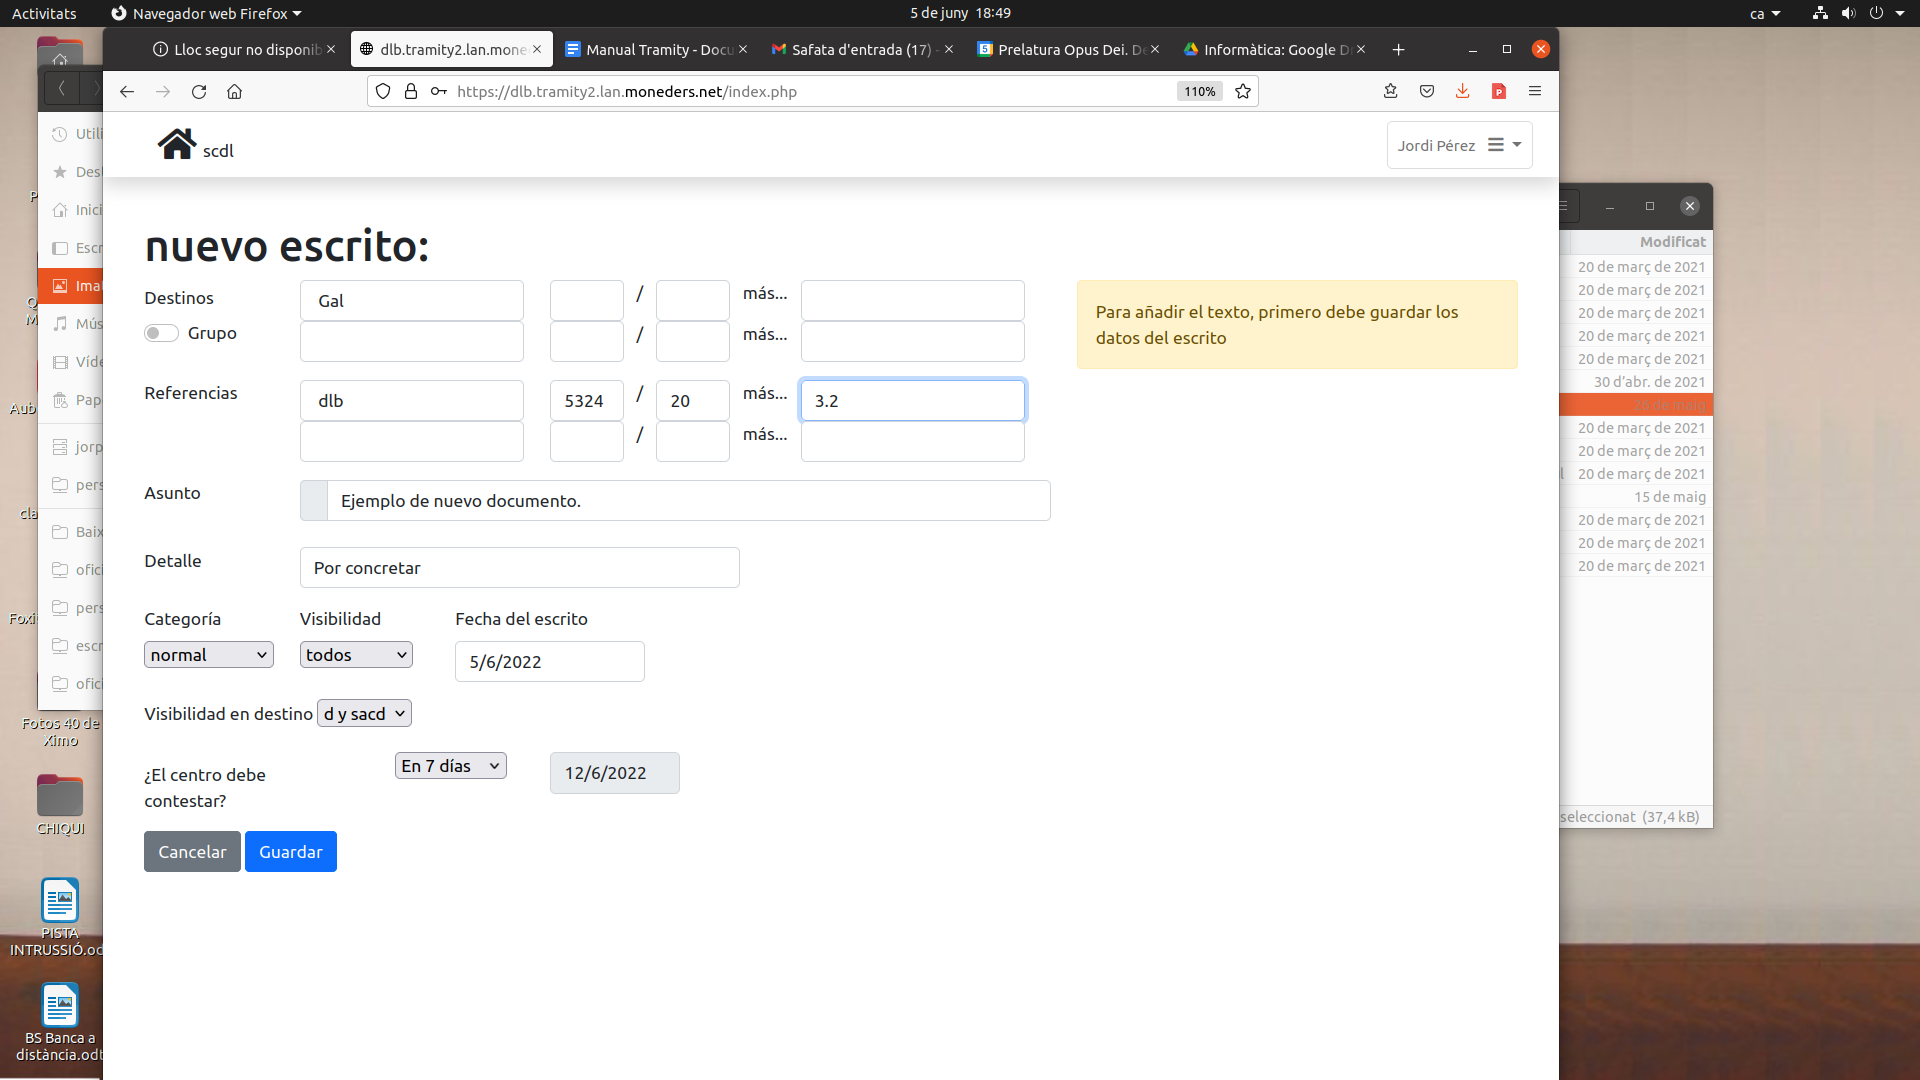 Activitats
Navegador web Firefox
5 de juny 18:49
ca
Lloc segur no disponib
dlb.tramity2.lan.mone
Manual Tramity - Docu
Safata d'entrada (17) -
Prelatura Opus Dei. De
Informàtica: Google Dr
https://dlb.tramity2.lan.moneders.net/index.php
110%
scdl
Jordi Pérez
nuevo escrito:
Destinos
Gal
/
más...
Grupo
/
más...
Para añadir el texto, primero debe guardar los
datos del escrito
Referencias
dlb
5324
/
20
más...
3.2
/
más...
Asunto
Ejemplo de nuevo documento.
Detalle
Por concretar
Categoría
Visibilidad
Fecha del escrito
normal
todos
5/6/2022
Visibilidad en destino
d y sacd
¿El centro debe
contestar?
En 7 días
12/6/2022
Cancelar
Guardar
Utili
Desl
Inici
Escr
Imat
Mús
Víde
Pap
jorp
pers
Baix
ofici
pers
escr
ofici
P
Q
M
Aub
cla
Foxi
Fotos 40 de
Ximo
CHIQUI
PISTA
INTRUSSIÓ.od
BS Banca a
distància.odt
Modificat
20 de març de 2021
20 de març de 2021
20 de març de 2021
20 de març de 2021
20 de març de 2021
30 d'abr. de 2021
20 de març de 2021
20 de març de 2021
20 de març de 2021
15 de maig
20 de març de 2021
20 de març de 2021
20 de març de 2021
seleccionat (37,4 kB)